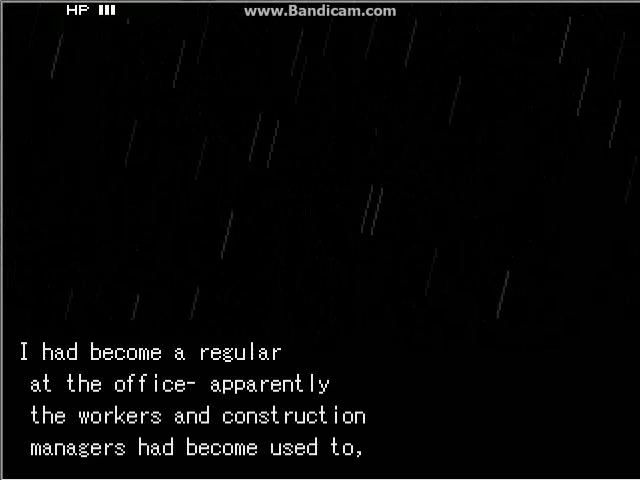 HP
www.Bandicam.com
I had become a regular
at the office- apparently
the workers and construction
managers had become used to,